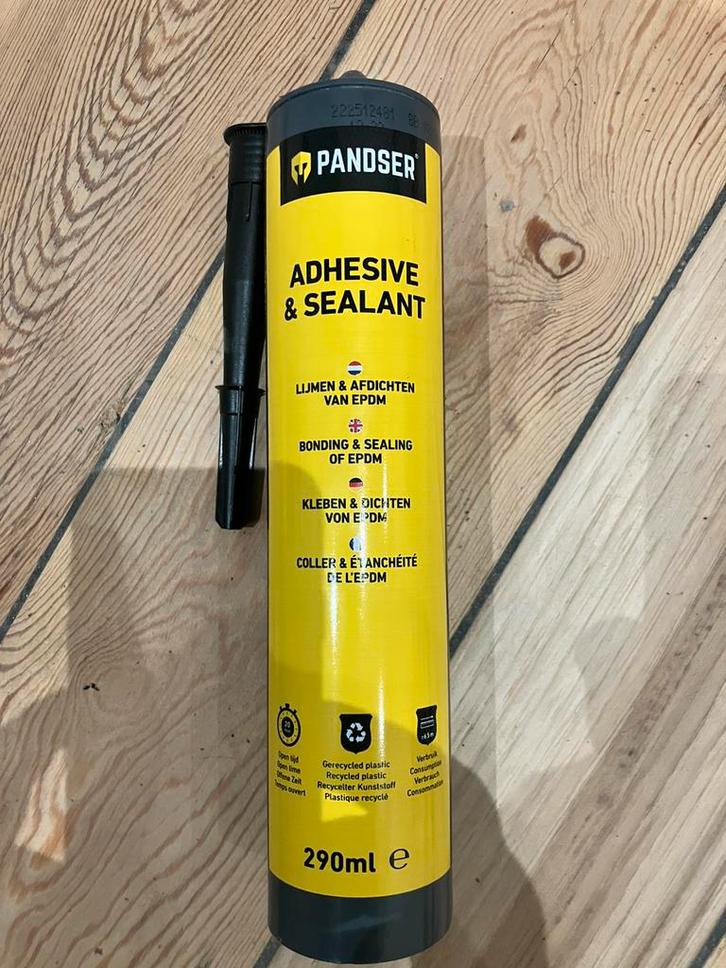 222512481
PANDSER®
ADHESIVE
& SEALANT
LIJMEN & AFDICHTEN
VAN EPDM
BONDING & SEALING
OF EPDM
KLEBEN & DICHTEN
VON EPDM
COLLER & ÉTANCHÉITÉ
DE L'EPDM
20
Open tijd
Open time
Offene Zeit
Temps ouvert
Gerecycled plastic
Recycled plastic
Recycelter Kunststoff
Plastique recyclé
Verbruik
Consumption
Verbrauch
Consommation
290ml ℮